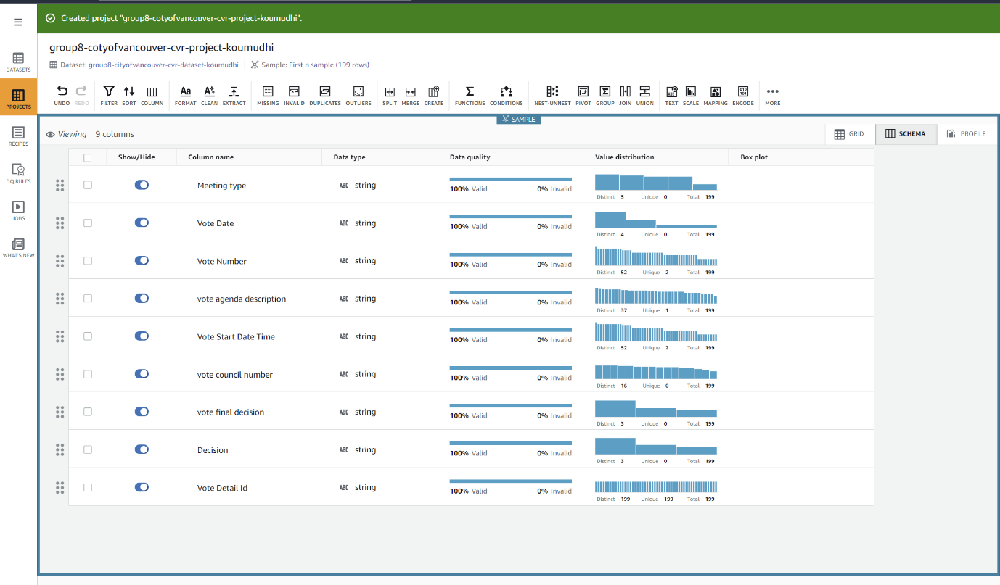 Created project "group8-cotyofvancouver-cvr-project-koumudhi".
group8-cotyofvancouver-cvr-project-koumudhi
Dataset: group8-cityofvancouver-cvr-dataset-koumudhi Sample: First n sample (199 rows)
DATASETS
PROJECTS
RECIPES
DQ RULES
JOBS
WHAT'S NEW
UNDO REDO FILTER SORT COLUMN FORMAT CLEAN EXTRACT MISSING INVALID DUPLICATES OUTLIERS SPLIT MERGE CREATE FUNCTIONS CONDITIONS NEST-UNNEST PIVOT GROUP JOIN UNION TEXT SCALE MAPPING ENCODE MORE
SAMPLE
Viewing 9 columns GRID SCHEMA PROFILE
Show/Hide Column name Data type Data quality Value distribution Box plot
Meeting type ABC string 100% Valid 0% Invalid
Distinct 5 Unique 0 Total 199
Vote Date ABC string 100% Valid 0% Invalid
Distinct 4 Unique 0 Total 199
Vote Number ABC string 100% Valid 0% Invalid
Distinct 52 Unique 2 Total 199
vote agenda description ABC string 100% Valid 0% Invalid
Distinct 37 Unique 1 Total 199
Vote Start Date Time ABC string 100% Valid 0% Invalid
Distinct 52 Unique 2 Total 199
vote council number ABC string 100% Valid 0% Invalid
Distinct 16 Unique 0 Total 199
vote final decision ABC string 100% Valid 0% Invalid
Distinct 3 Unique 0 Total 199
Decision ABC string 100% Valid 0% Invalid
Distinct 3 Unique 0 Total 199
Vote Detail Id ABC string 100% Valid 0% Invalid
Distinct 199 Unique 199 Total 199